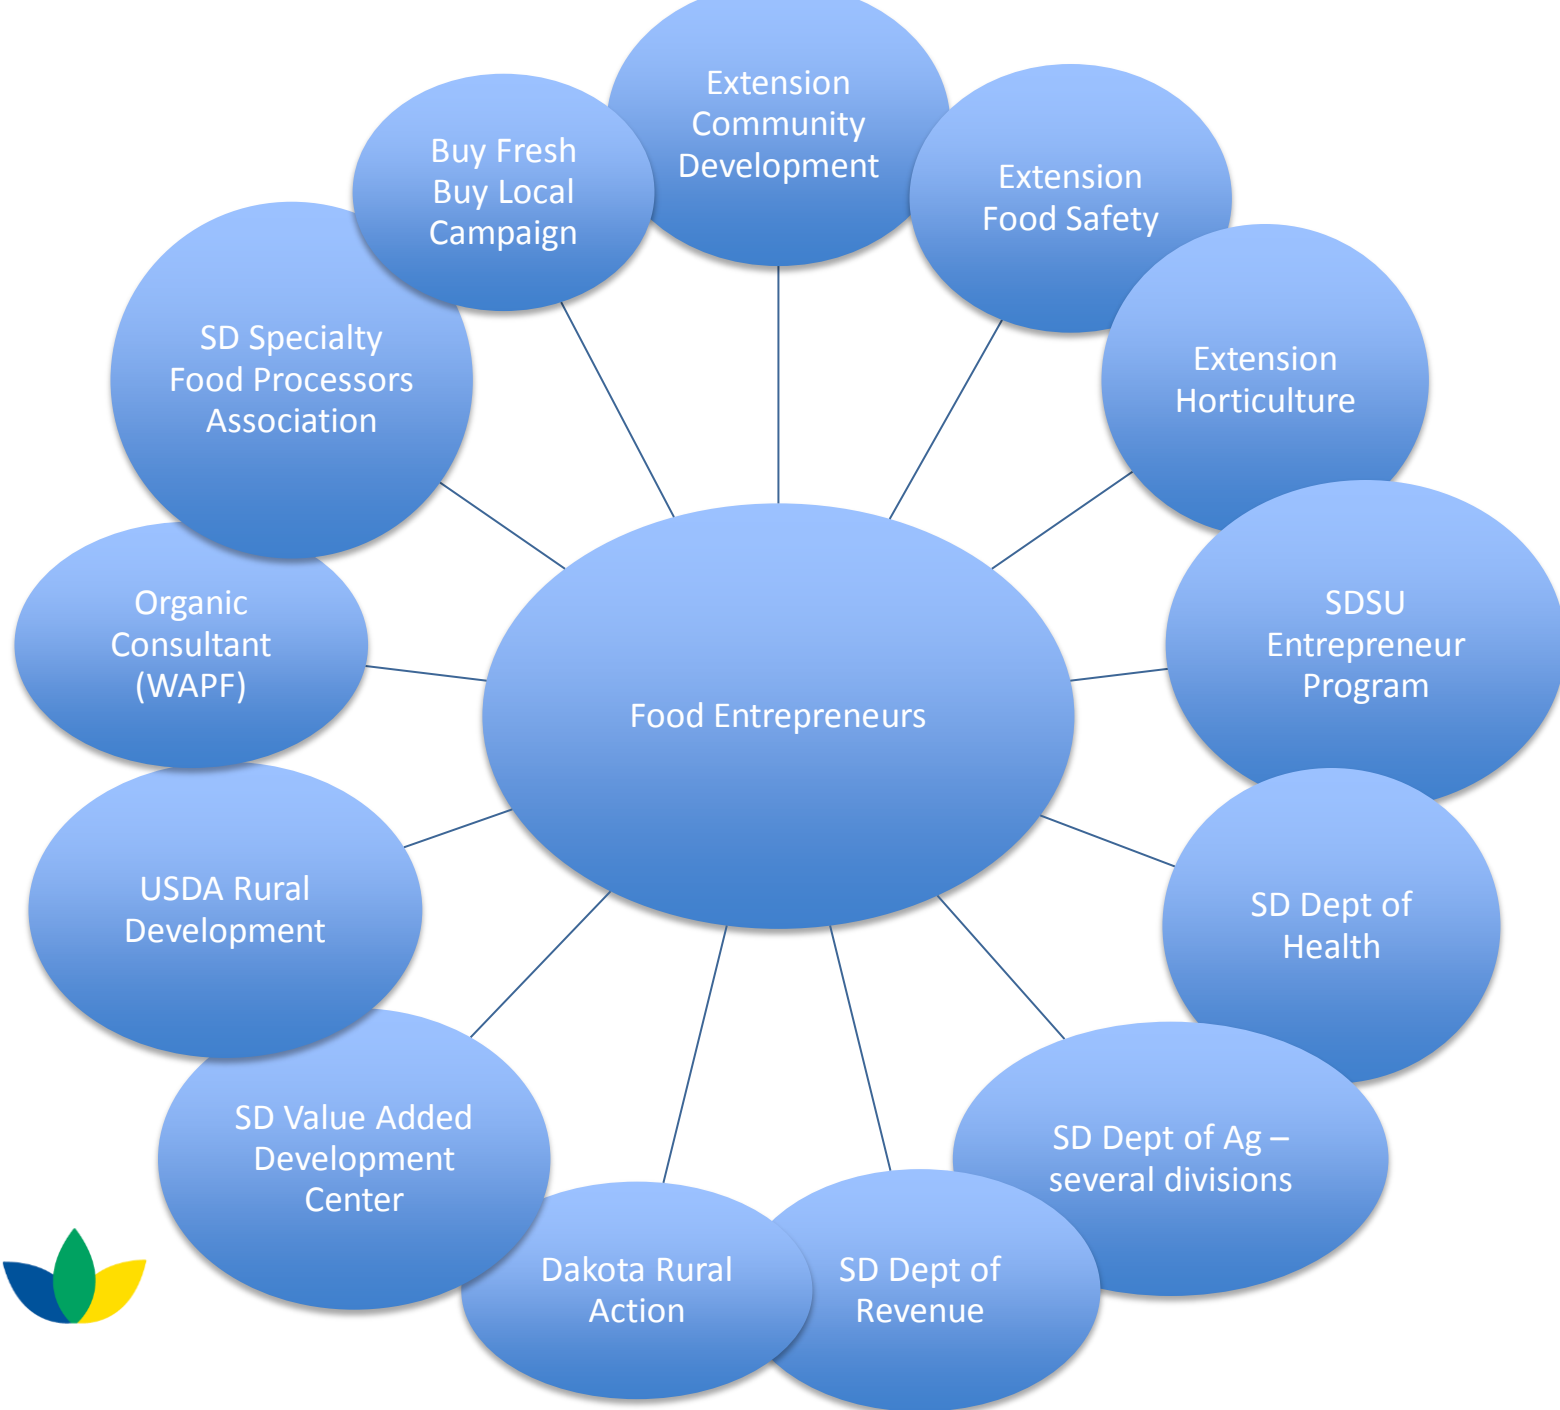 Extension
Community
Development
Extension
Food Safety
Extension
Horticulture
SDSU
Entrepreneur
Program
SD Dept of
Health
SD Dept of Ag –
several divisions
SD Dept of
Revenue
Dakota Rural
Action
SD Value Added
Development
Center
USDA Rural
Development
Organic
Consultant
(WAPF)
SD Specialty
Food Processors
Association
Buy Fresh
Buy Local
Campaign
Food Entrepreneurs